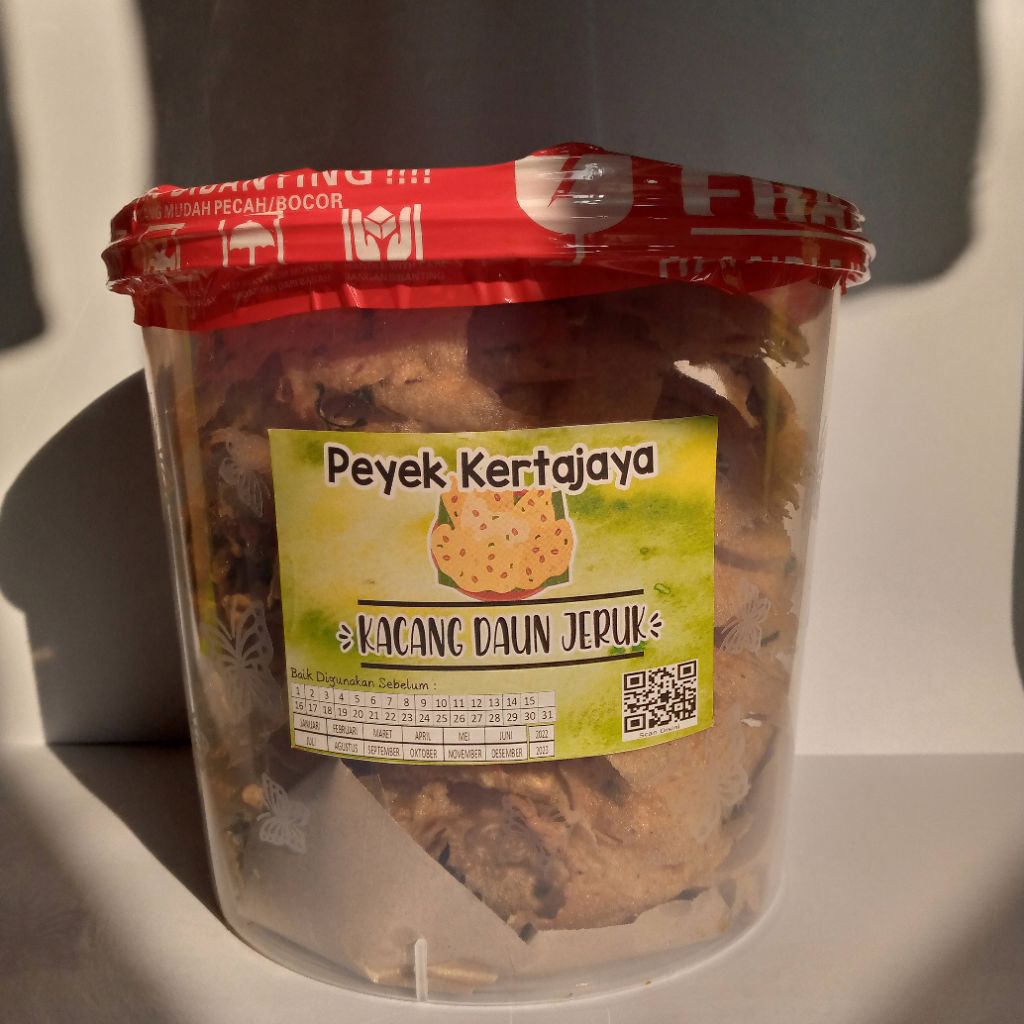 DIBANTING !!!!
MUDAH PECAH/BOCOR
Peyek Kertajaya
KACANG DAUN JERUK
Baik Digunakan Sebelum :
1 2 3 4 5 6 7 8 9 10 11 12 13 14 15
16 17 18 19 20 21 22 23 24 25 26 27 28 29 30 31
JANUARI FEBRUARI MARET APRIL MEI JUNI 2022
JULI AGUSTUS SEPTEMBER OKTOBER NOVEMBER DESEMBER 2023